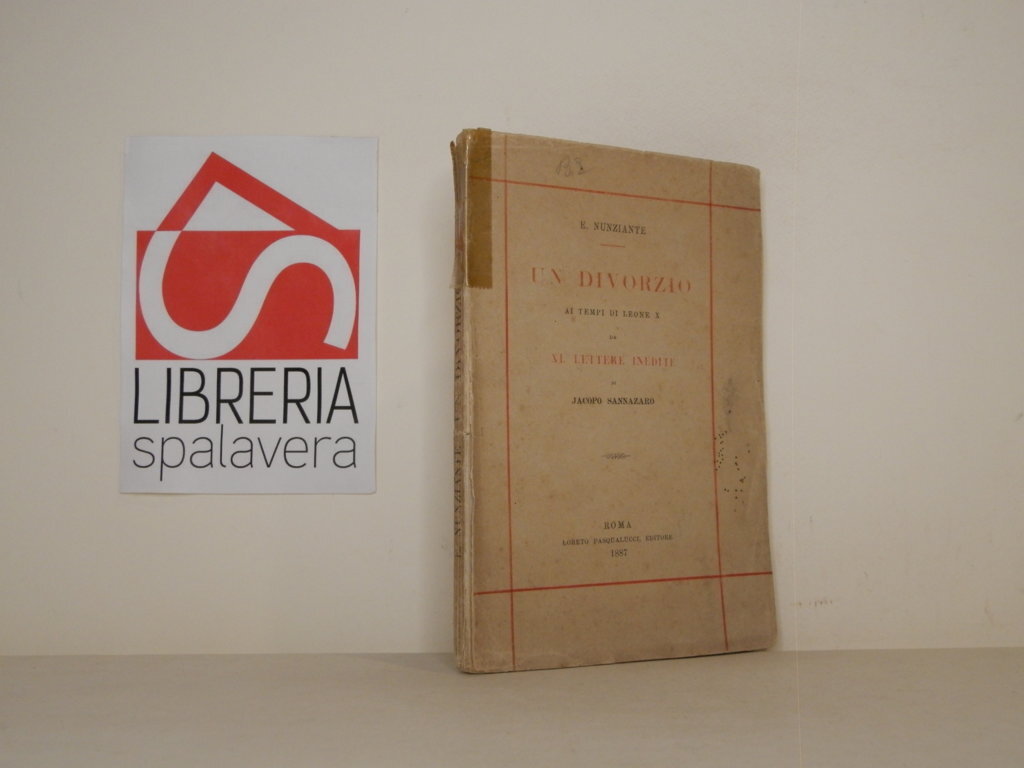 LIBRERIA
spalavera
E. NUNZIANTE
UN DIVORZIO
AI TEMPI DI LEONE X
DA
XL LETTERE INEDITE
DI
JACOPO SANNAZARO
ROMA
LORETO PASQUALUCCI, EDITORE
1887
E. NUNZIANTE UN DIVORZIO